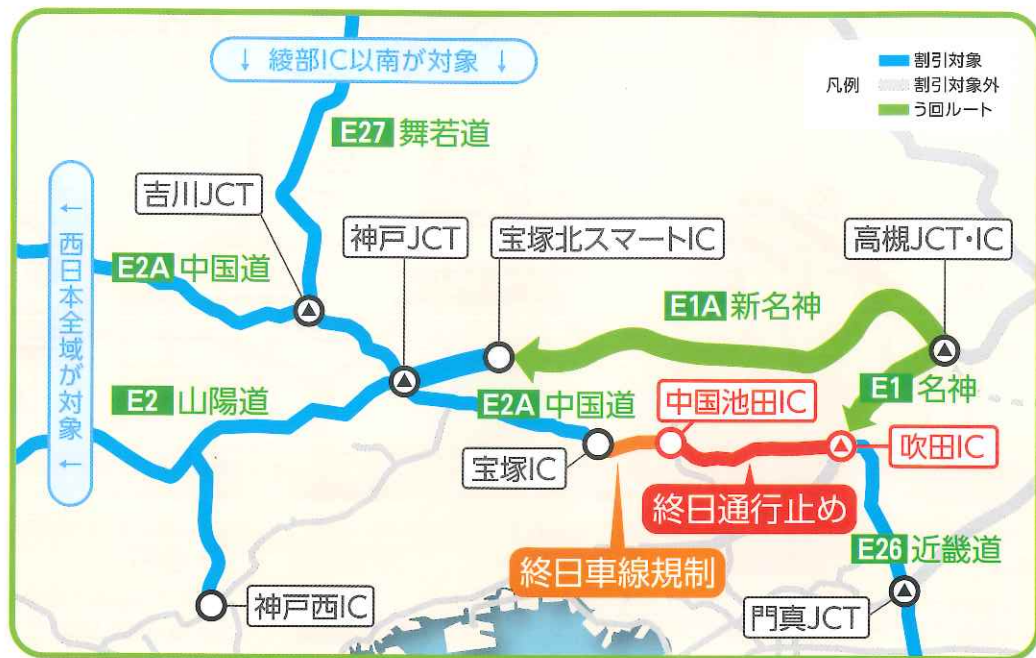 ↓ 綾部IC以南が対象 ↓
凡例
割引対象
割引対象外
う回ルート
E27 舞若道
吉川JCT
神戸JCT
宝塚北スマートIC
高槻JCT・IC
← 西日本全域が対象 ←
E2A 中国道
E1A 新名神
E2 山陽道
E2A 中国道
中国池田IC
E1 名神
宝塚IC
吹田IC
終日通行止め
終日車線規制
E26 近畿道
神戸西IC
門真JCT